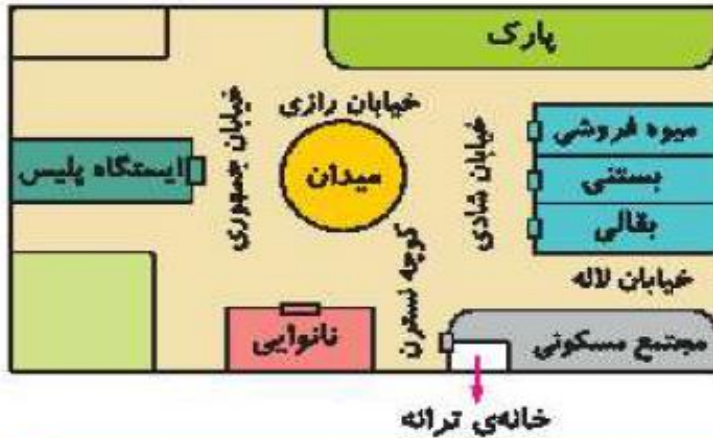 پارک
میوه فروشی
خیابان رازی
خیابان جمهوری
خیابان شادی
بستنی
میدان
ایستگاه پلیس
بقالی
خیابان لاله
کوچه نسترن
نانوایی
مجتمع مسکونی
خانه‌ی ترانه